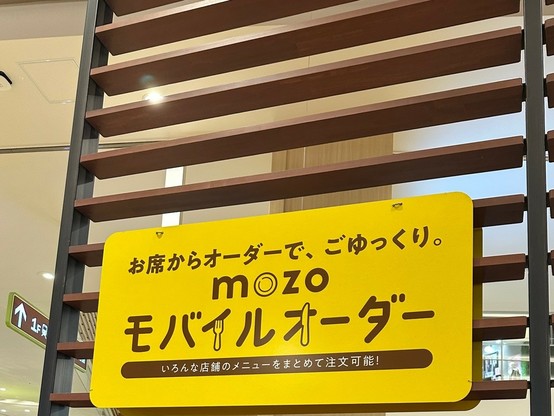 お席からオーダーで、ごゆっくり。
mozo
モバイルオーダー
いろんな店舗のメニューをまとめて注文可能!
1F